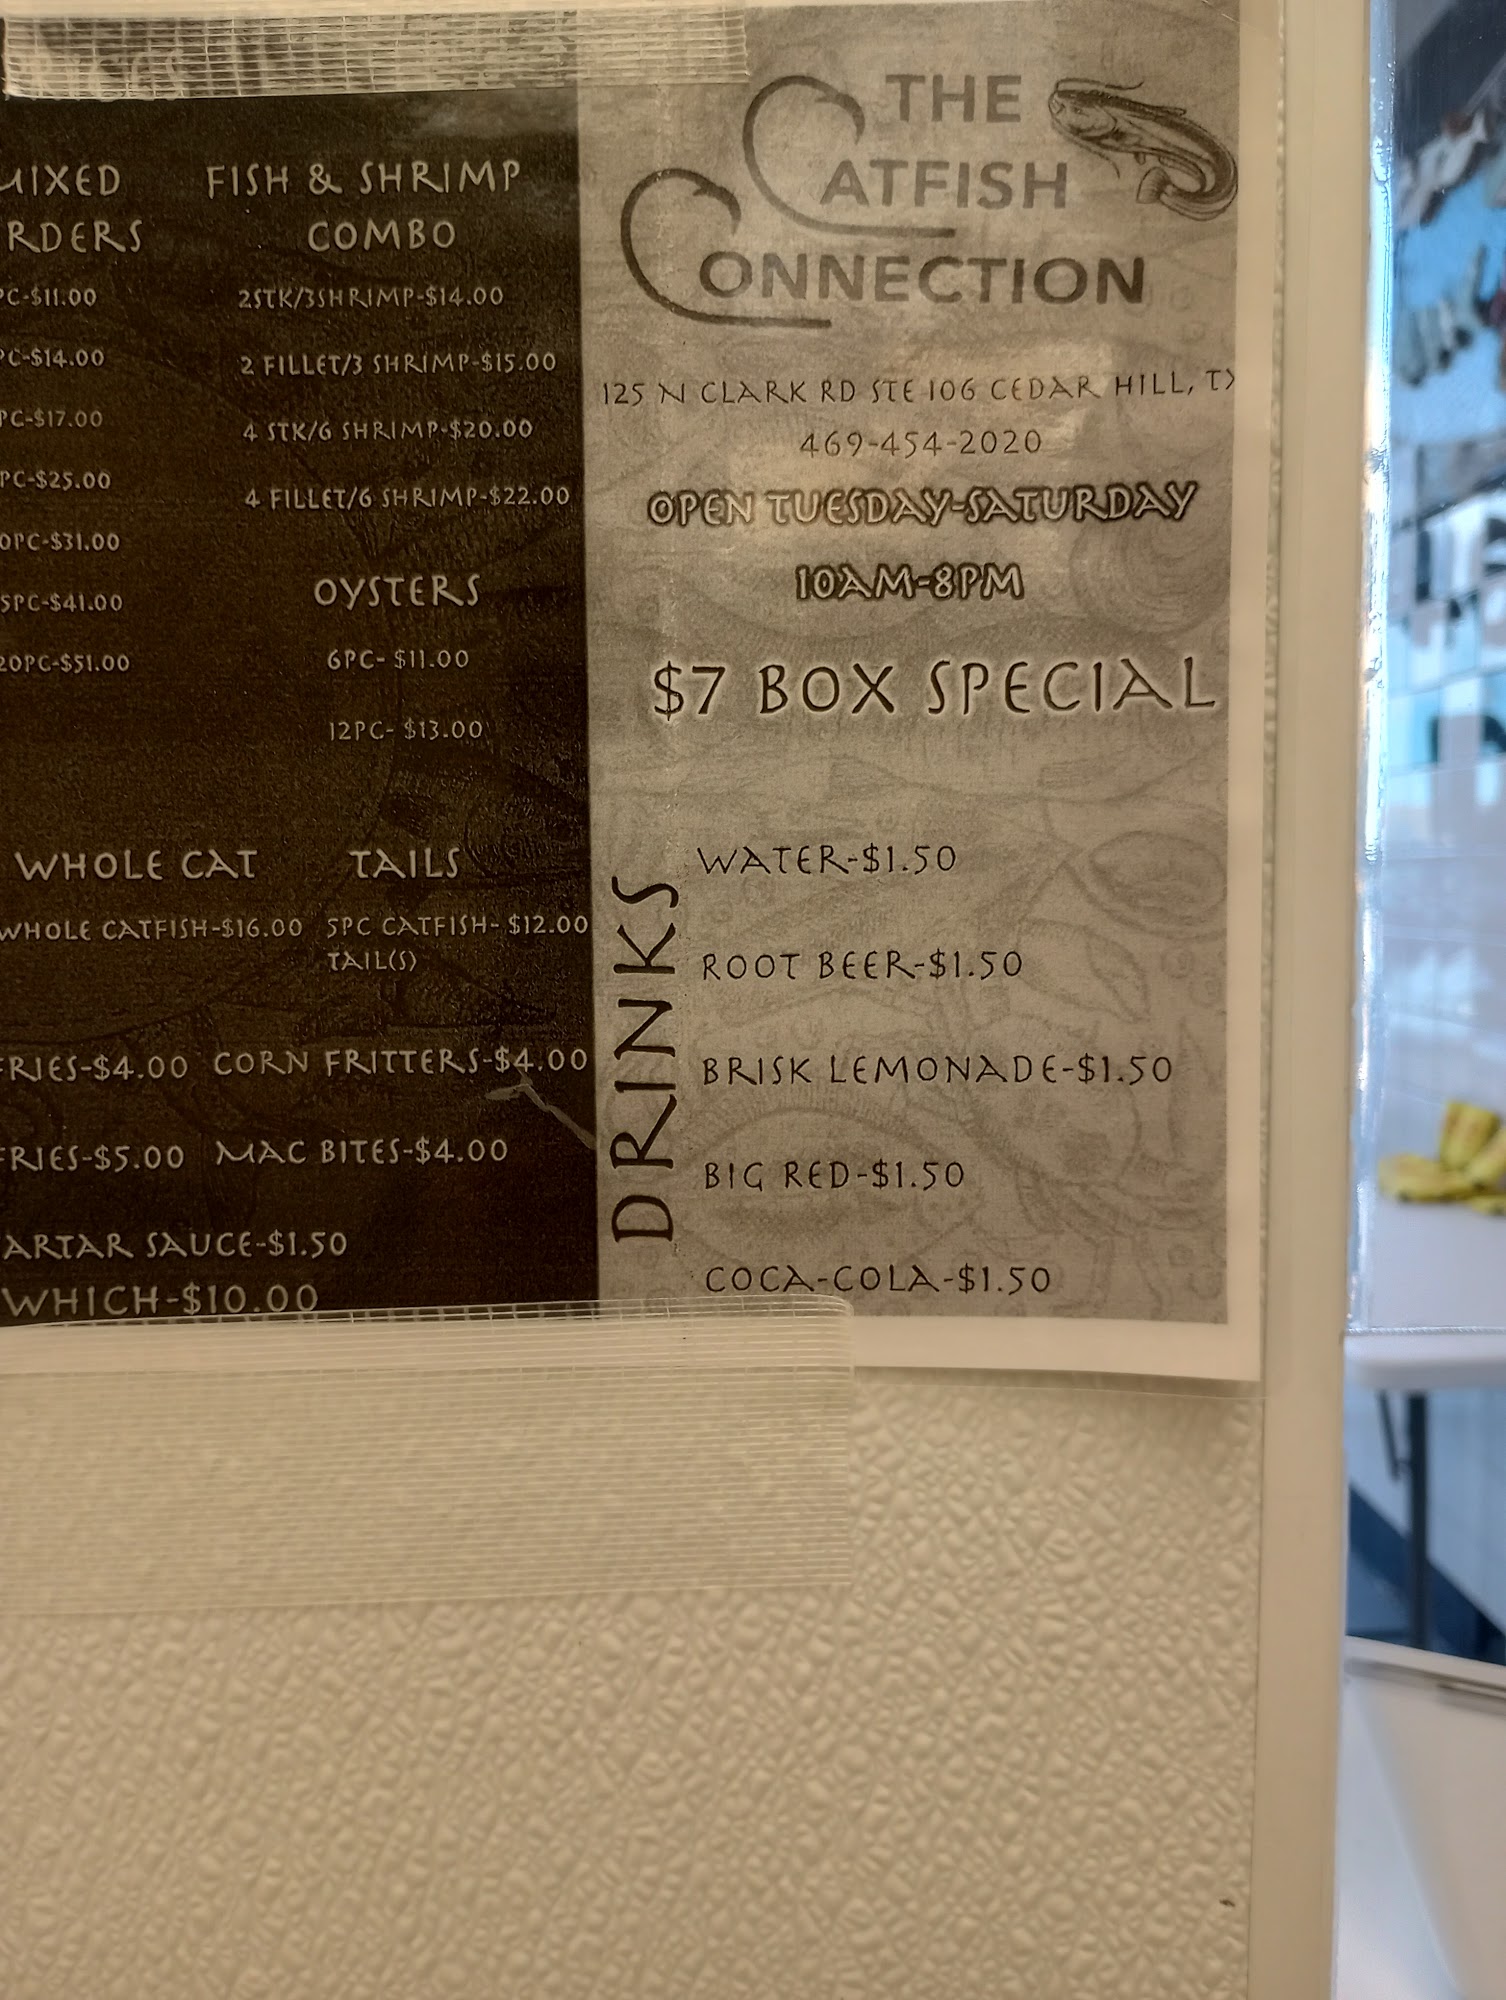 THE
CATFISH
CONNECTION
125 N CLARK RD STE 106 CEDAR HILL, TX
469-454-2020
OPEN TUESDAY-SATURDAY
10AM-8PM
$7 BOX SPECIAL
MIXED
RDERS
PC-$11.00
PC-$14.00
PC-$17.00
PC-$25.00
0PC-$31.00
5PC-$41.00
20PC-$51.00
FISH & SHRIMP
COMBO
2STK/3SHRIMP-$14.00
2 FILLET/3 SHRIMP-$15.00
4 STK/6 SHRIMP-$20.00
4 FILLET/6 SHRIMP-$22.00
OYSTERS
6PC- $11.00
12PC- $13.00
WHOLE CAT
WHOLE CATFISH-$16.00
TAILS
5PC CATFISH- $12.00
TAIL(S)
FRIES-$4.00 CORN FRITTERS-$4.00
FRIES-$5.00 MAC BITES-$4.00
ARTAR SAUCE-$1.50
WHICH-$10.00
DRINKS
WATER-$1.50
ROOT BEER-$1.50
BRISK LEMONADE-$1.50
BIG RED-$1.50
COCA-COLA-$1.50